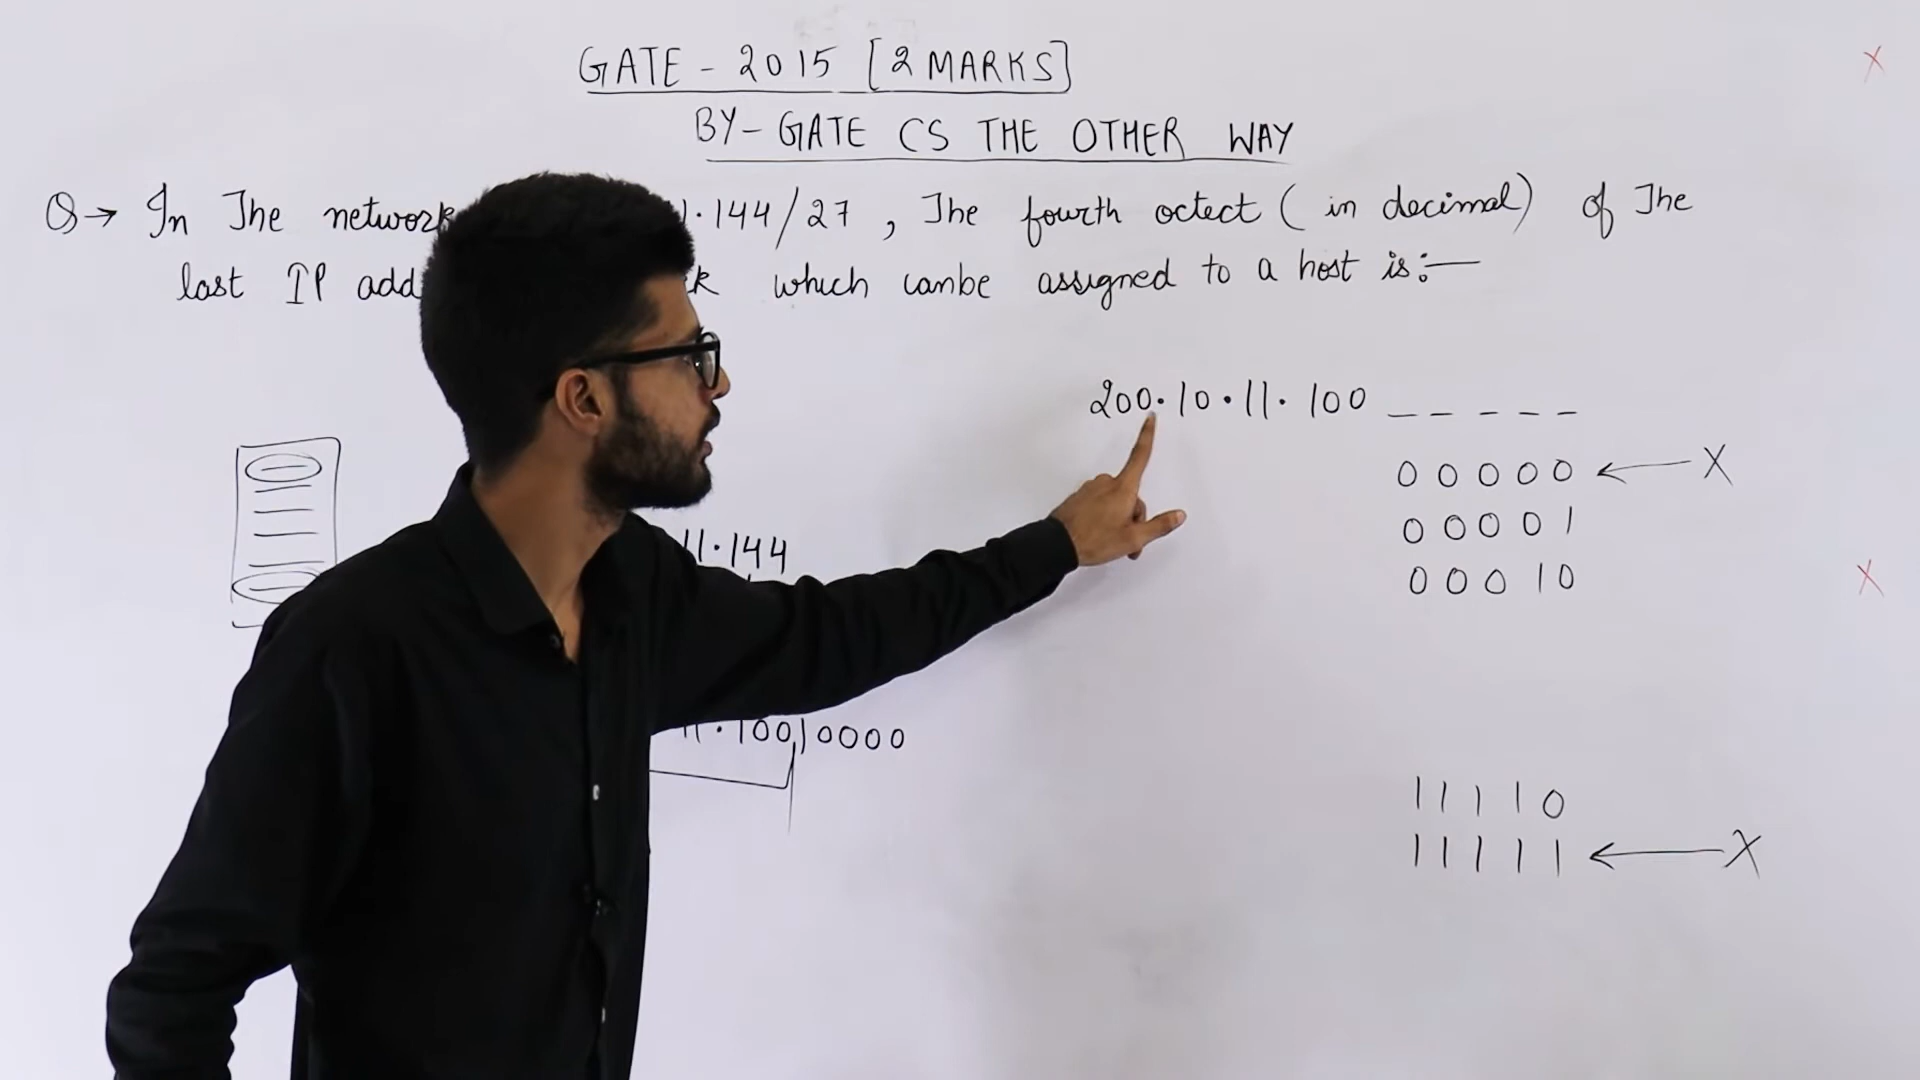 GATE - 2015 [2 MARKS]
BY- GATE CS THE OTHER WAY
Q→ In The network .144/27 , The fourth octect ( in decimal) of The
last IP add which canbe assigned to a host is:—
200.10.11.100 _ _ _ _ _
0 0 0 0 0 ← X
0 0 0 0 1
0 0 0 1 0
11.144
11.10010000
1 1 1 1 0
1 1 1 1 1 ← X
X
X